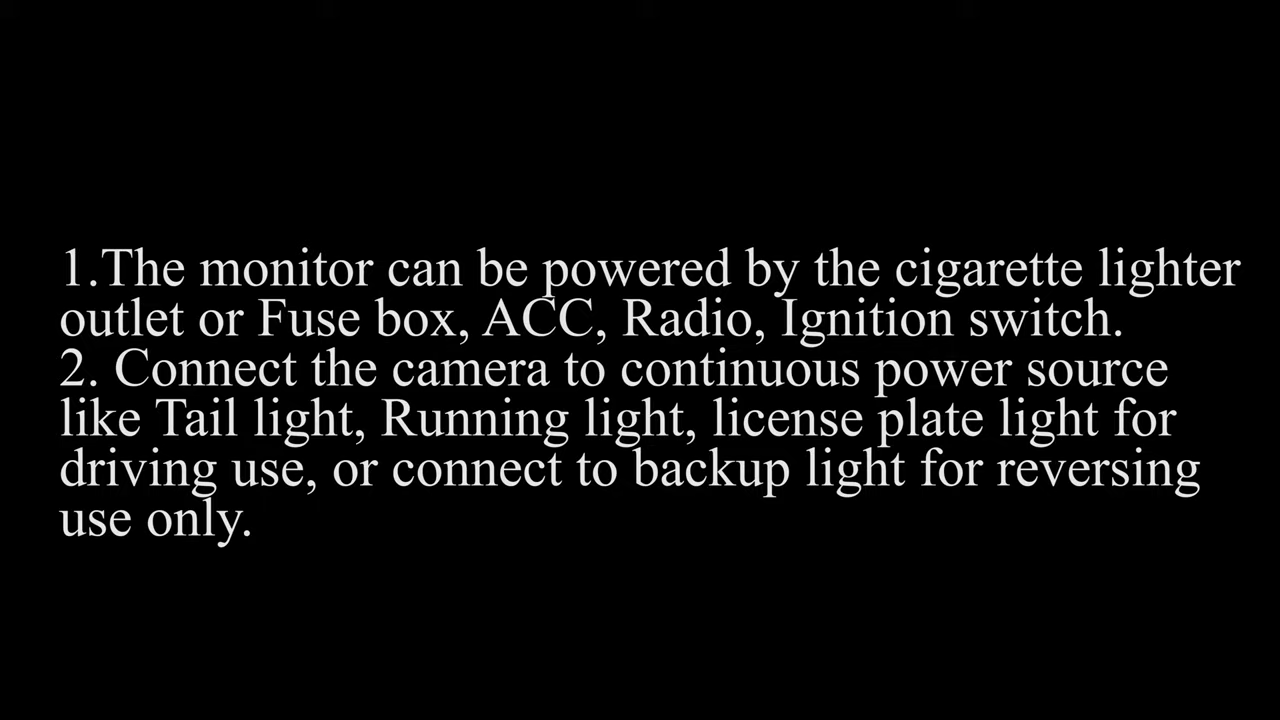 1.The monitor can be powered by the cigarette lighter
outlet or Fuse box, ACC, Radio, Ignition switch.
2. Connect the camera to continuous power source
like Tail light, Running light, license plate light for
driving use, or connect to backup light for reversing
use only.